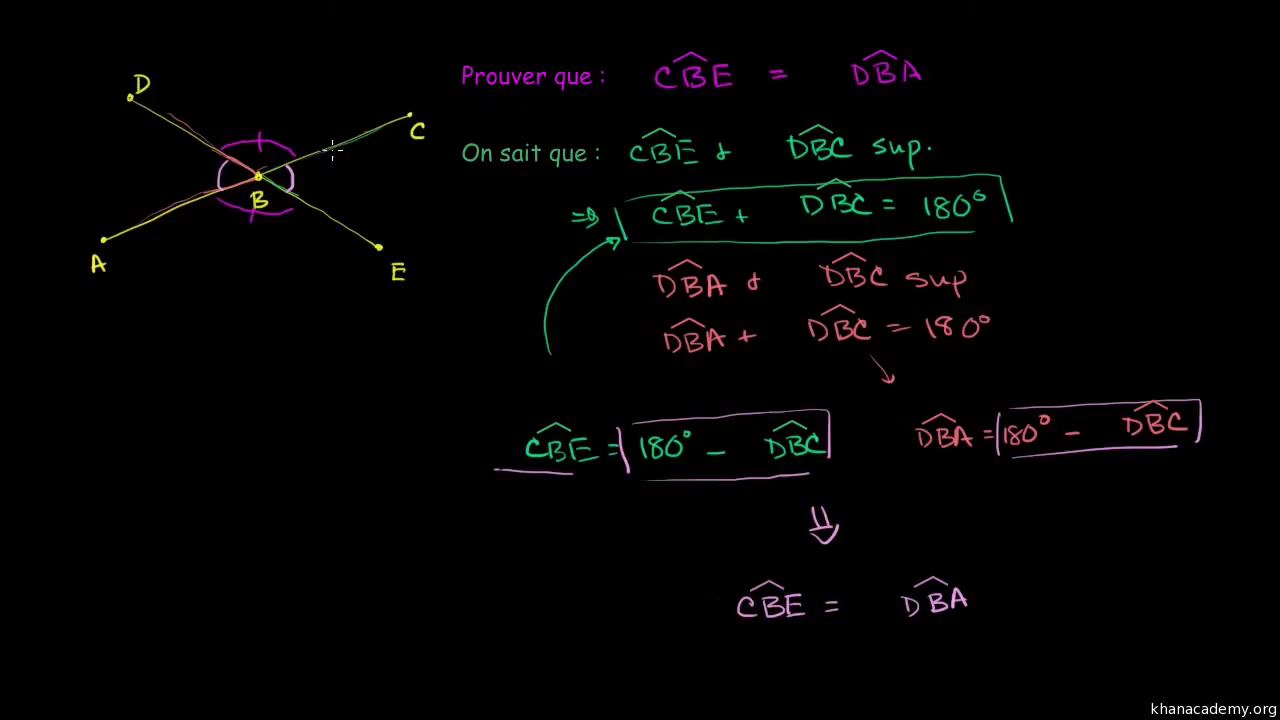 Prouver que : CBE = DBA
On sait que : CBE & DBC sup.
=> CBE + DBC = 180°
DBA & DBC sup
DBA + DBC = 180°
CBE = 180° - DBC
DBA = 180° - DBC
⇓
CBE = DBA
D
C
B
A
E
khanacademy.org